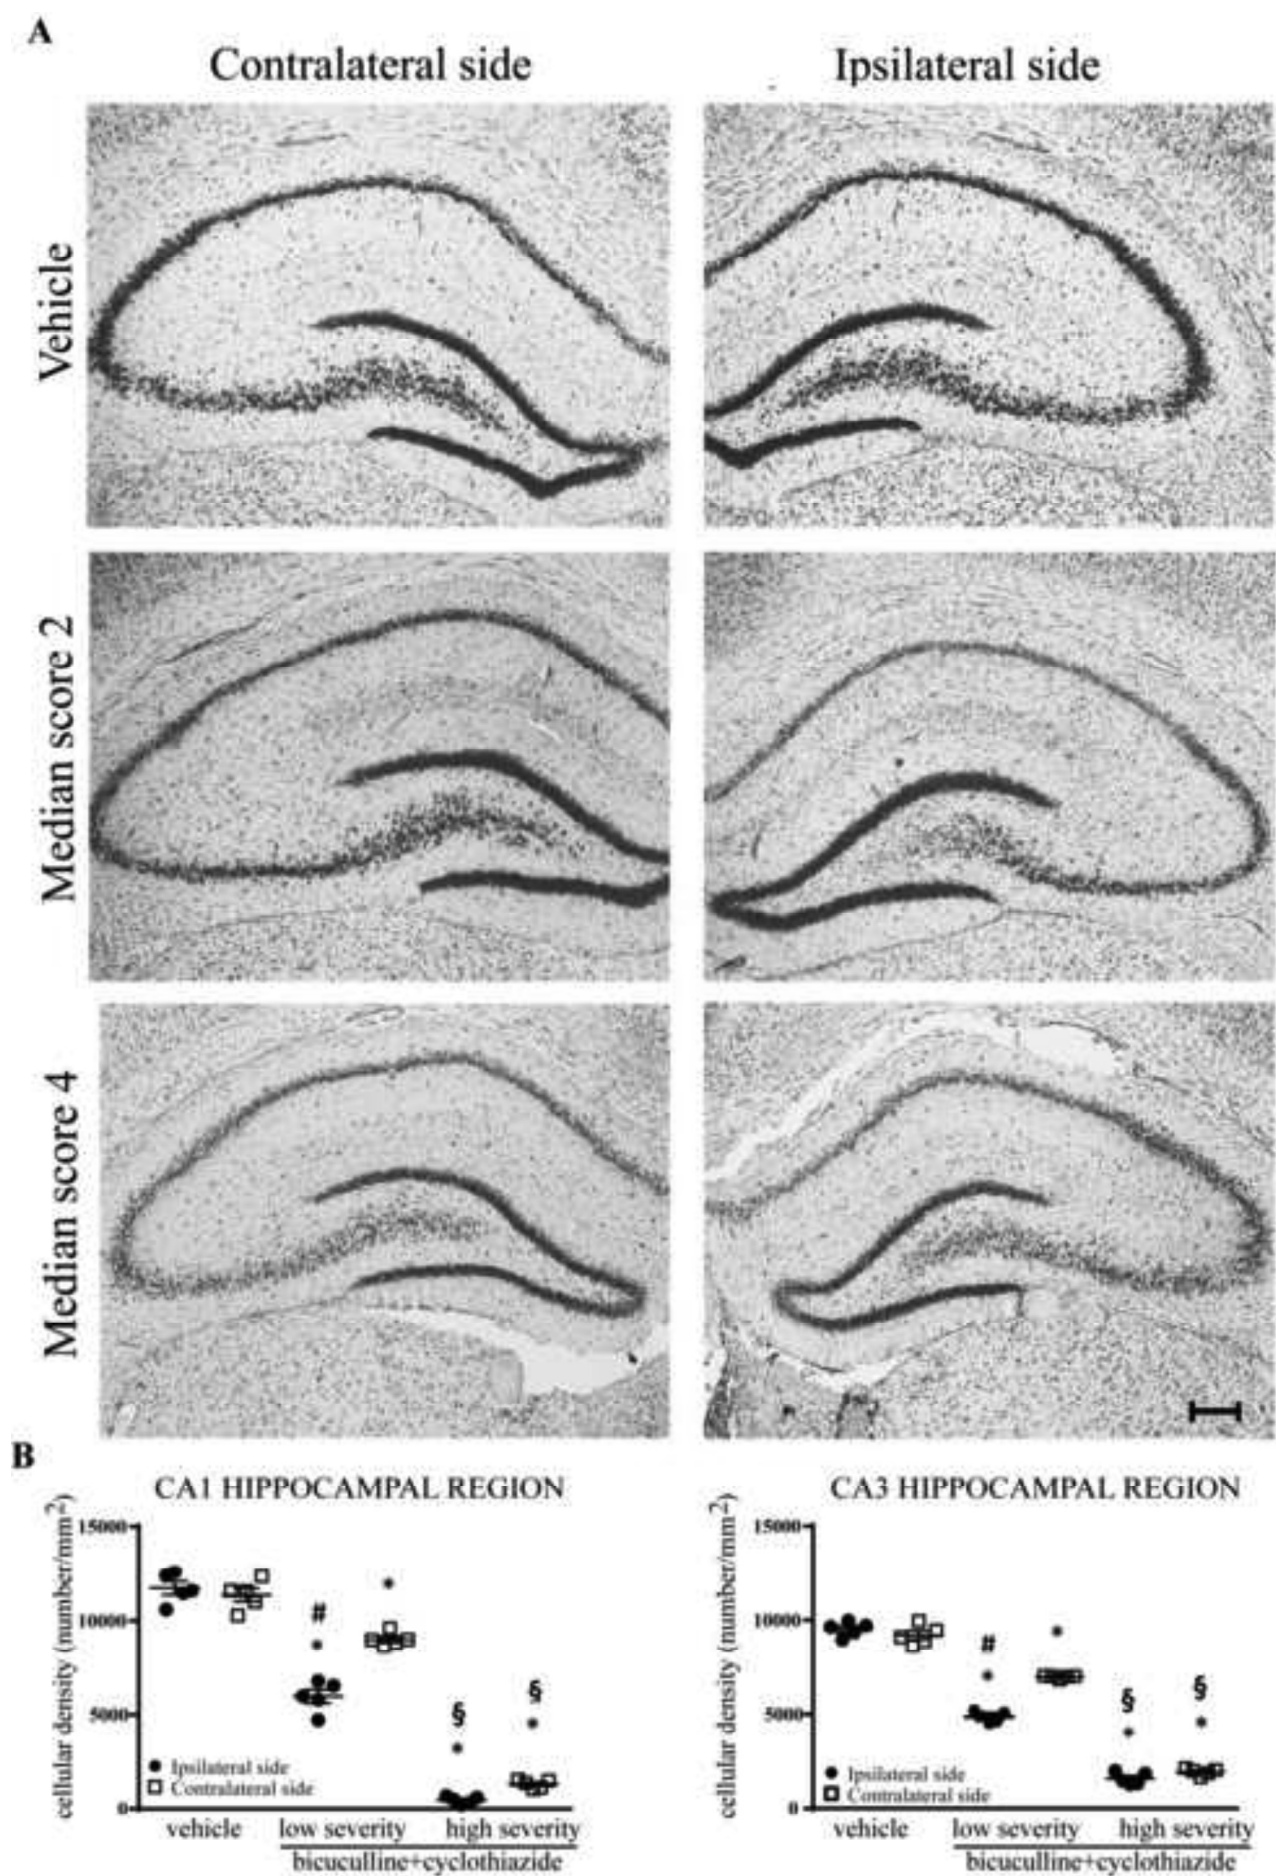 A
Contralateral side
Ipsilateral side
Vehicle
Median score 2
Median score 4
B
CA1 HIPPOCAMPAL REGION
cellular density (number/mm²)
15000
10000
5000
0
#
*
*
§
*
§
*
● Ipsilateral side
□ Contralateral side
vehicle
low severity
high severity
bicuculline+cyclothiazide
CA3 HIPPOCAMPAL REGION
cellular density (number/mm²)
15000
10000
5000
0
#
*
*
§
*
§
*
● Ipsilateral side
□ Contralateral side
vehicle
low severity
high severity
bicuculline+cyclothiazide